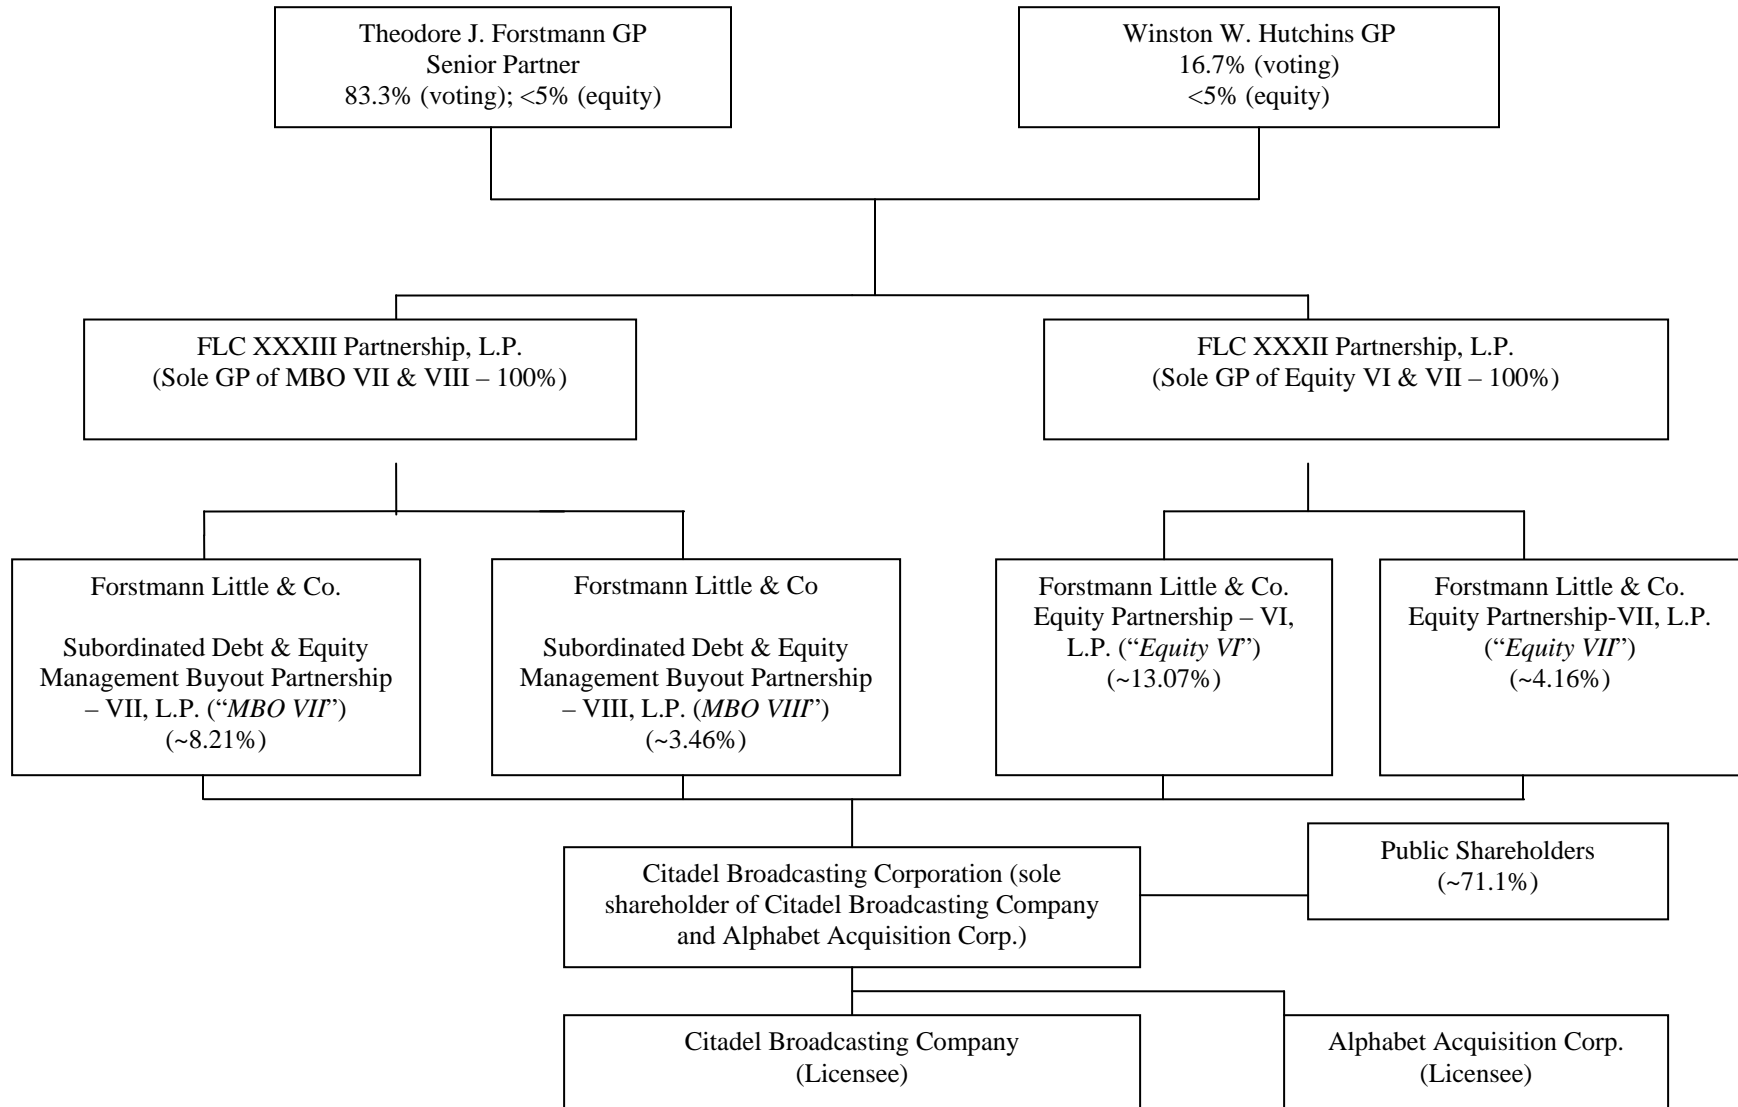 Theodore J. Forstmann GP
Senior Partner
83.3% (voting); <5% (equity)
Winston W. Hutchins GP
16.7% (voting)
<5% (equity)
FLC XXXIII Partnership, L.P.
(Sole GP of MBO VII & VIII – 100%)
FLC XXXII Partnership, L.P.
(Sole GP of Equity VI & VII – 100%)
Forstmann Little & Co.
Subordinated Debt & Equity
Management Buyout Partnership
– VII, L.P. (“MBO VII”)
(~8.21%)
Forstmann Little & Co
Subordinated Debt & Equity
Management Buyout Partnership
– VIII, L.P. (MBO VIII”)
(~3.46%)
Forstmann Little & Co.
Equity Partnership – VI,
L.P. (“Equity VI”)
(~13.07%)
Forstmann Little & Co.
Equity Partnership-VII, L.P.
(“Equity VII”)
(~4.16%)
Citadel Broadcasting Corporation (sole
shareholder of Citadel Broadcasting Company
and Alphabet Acquisition Corp.)
Public Shareholders
(~71.1%)
Citadel Broadcasting Company
(Licensee)
Alphabet Acquisition Corp.
(Licensee)